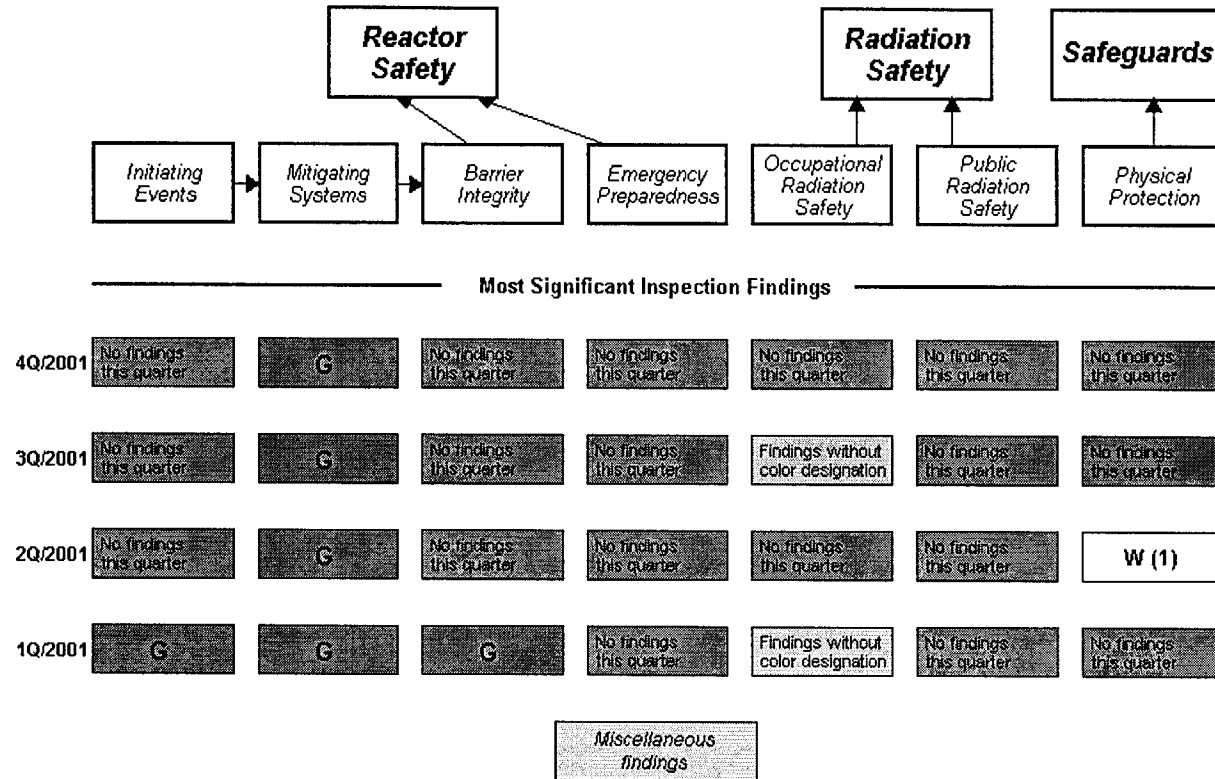 Reactor
Safety
Radiation
Safety
Safeguards
Initiating
Events
Mitigating
Systems
Barrier
Integrity
Emergency
Preparedness
Occupational
Radiation
Safety
Public
Radiation
Safety
Physical
Protection
Most Significant Inspection Findings
4Q/2001
No findings
this quarter
G
No findings
this quarter
No findings
this quarter
No findings
this quarter
No findings
this quarter
No findings
this quarter
3Q/2001
No findings
this quarter
G
No findings
this quarter
No findings
this quarter
Findings without
color designation
No findings
this quarter
No findings
this quarter
2Q/2001
No findings
this quarter
G
No findings
this quarter
No findings
this quarter
No findings
this quarter
No findings
this quarter
W (1)
1Q/2001
G
G
G
No findings
this quarter
Findings without
color designation
No findings
this quarter
No findings
this quarter
Miscellaneous
findings